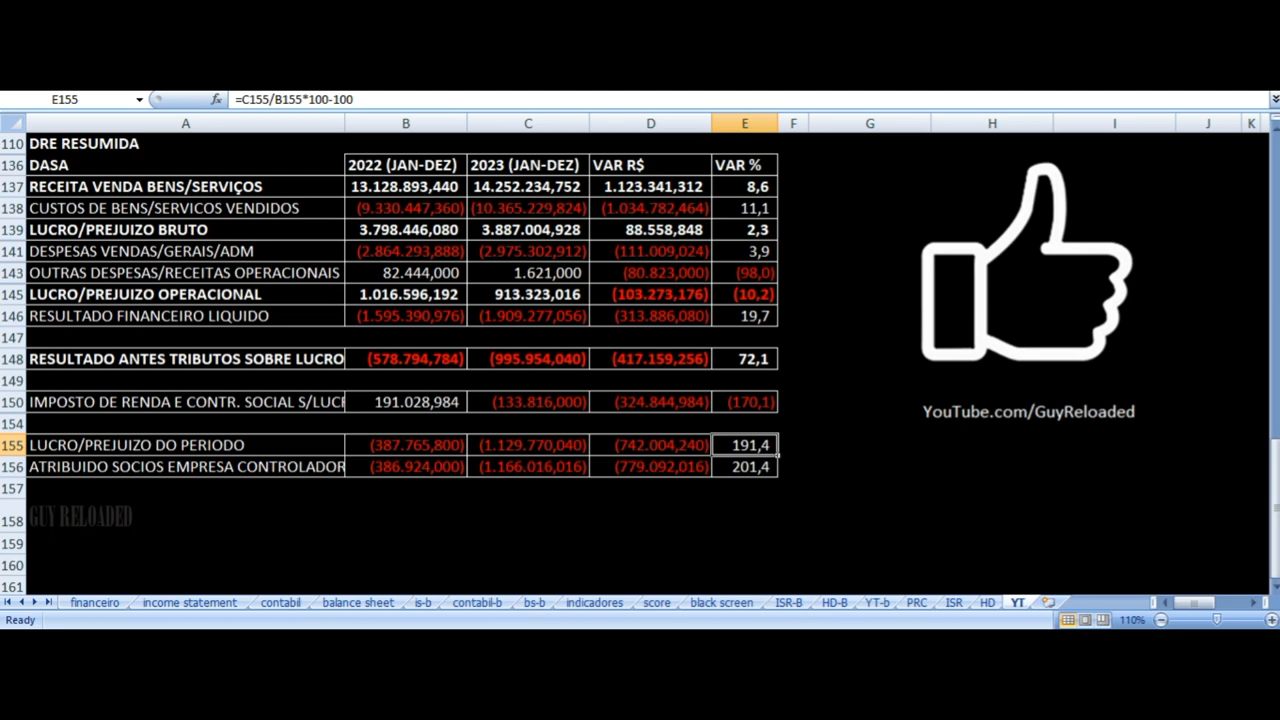 E155 fx =C155/B155*100-100
A B C D E F G H I J K
110 DRE RESUMIDA
136 DASA 2022 (JAN-DEZ) 2023 (JAN-DEZ) VAR R$ VAR %
137 RECEITA VENDA BENS/SERVIÇOS 13.128.893,440 14.252.234,752 1.123.341,312 8,6
138 CUSTOS DE BENS/SERVICOS VENDIDOS (9.330.447,360) (10.365.229,824) (1.034.782,464) 11,1
139 LUCRO/PREJUIZO BRUTO 3.798.446,080 3.887.004,928 88.558,848 2,3
141 DESPESAS VENDAS/GERAIS/ADM (2.864.293,888) (2.975.302,912) (111.009,024) 3,9
143 OUTRAS DESPESAS/RECEITAS OPERACIONAIS 82.444,000 1.621,000 (80.823,000) (98,0)
145 LUCRO/PREJUIZO OPERACIONAL 1.016.596,192 913.323,016 (103.273,176) (10,2)
146 RESULTADO FINANCEIRO LIQUIDO (1.595.390,976) (1.909.277,056) (313.886,080) 19,7
147
148 RESULTADO ANTES TRIBUTOS SOBRE LUCRO (578.794,784) (995.954,040) (417.159,256) 72,1
149
150 IMPOSTO DE RENDA E CONTR. SOCIAL S/LUCR 191.028,984 (133.816,000) (324.844,984) (170,1)
YouTube.com/GuyReloaded
154
155 LUCRO/PREJUIZO DO PERIODO (387.765,800) (1.129.770,040) (742.004,240) 191,4
156 ATRIBUIDO SOCIOS EMPRESA CONTROLADOR (386.924,000) (1.166.016,016) (779.092,016) 201,4
157
158 GUY RELOADED
159
160
161
financeiro income statement contabil balance sheet is-b contabil-b bs-b indicadores score black screen ISR-B HD-B YT-b PRC ISR HD YT
Ready 110%